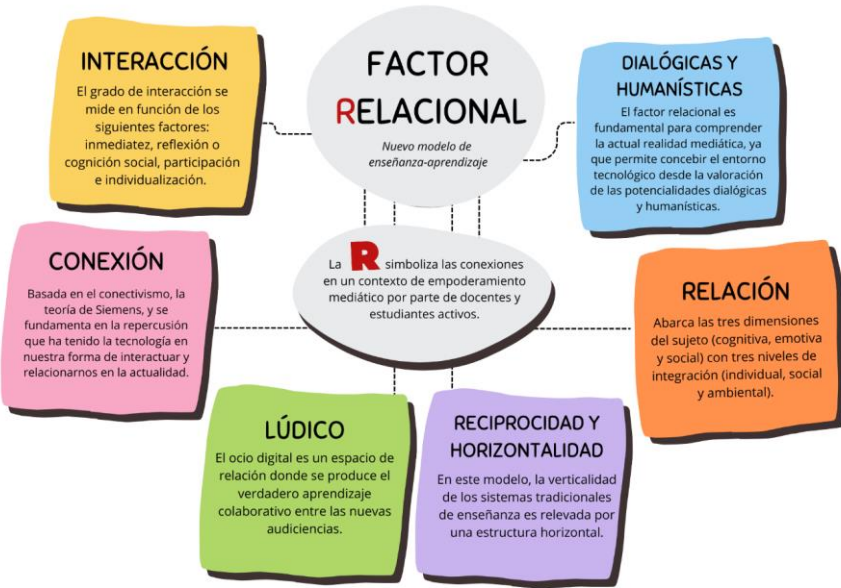 FACTOR
RELACIONAL
Nuevo modelo de
enseñanza-aprendizaje
INTERACCIÓN
El grado de interacción se
mide en función de los
siguientes factores:
inmediatez, reflexión o
cognición social, participación
e individualización.
DIALÓGICAS Y
HUMANÍSTICAS
El factor relacional es
fundamental para comprender
la actual realidad mediática, ya
que permite concebir el entorno
tecnológico desde la valoración
de las potencialidades dialógicas
y humanísticas.
CONEXIÓN
Basada en el conectivismo, la
teoría de Siemens, y se
fundamenta en la repercusión
que ha tenido la tecnología en
nuestra forma de interactuar y
relacionarnos en la actualidad.
La R simboliza las conexiones
en un contexto de empoderamiento
mediático por parte de docentes y
estudiantes activos.
RELACIÓN
Abarca las tres dimensiones
del sujeto (cognitiva, emotiva
y social) con tres niveles de
integración (individual, social
y ambiental).
LÚDICO
El ocio digital es un espacio de
relación donde se produce el
verdadero aprendizaje
colaborativo entre las nuevas
audiciencias.
RECIPROCIDAD Y
HORIZONTALIDAD
En este modelo, la verticalidad
de los sistemas tradicionales
de enseñanza es relevada por
una estructura horizontal.